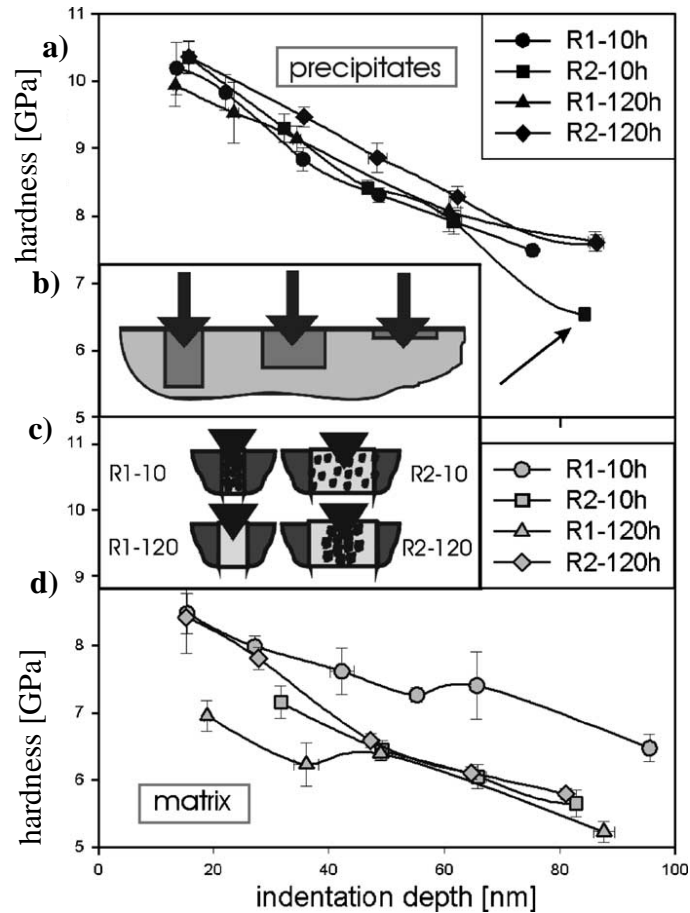 a)
11
10
9
8
7
6
5
hardness [GPa]
precipitates
R1-10h
R2-10h
R1-120h
R2-120h
b)
c)
11
10
9
R1-10
R2-10
R1-120
R2-120
R1-10h
R2-10h
R1-120h
R2-120h
d)
8
7
6
5
hardness [GPa]
matrix
0
20
40
60
80
100
indentation depth [nm]